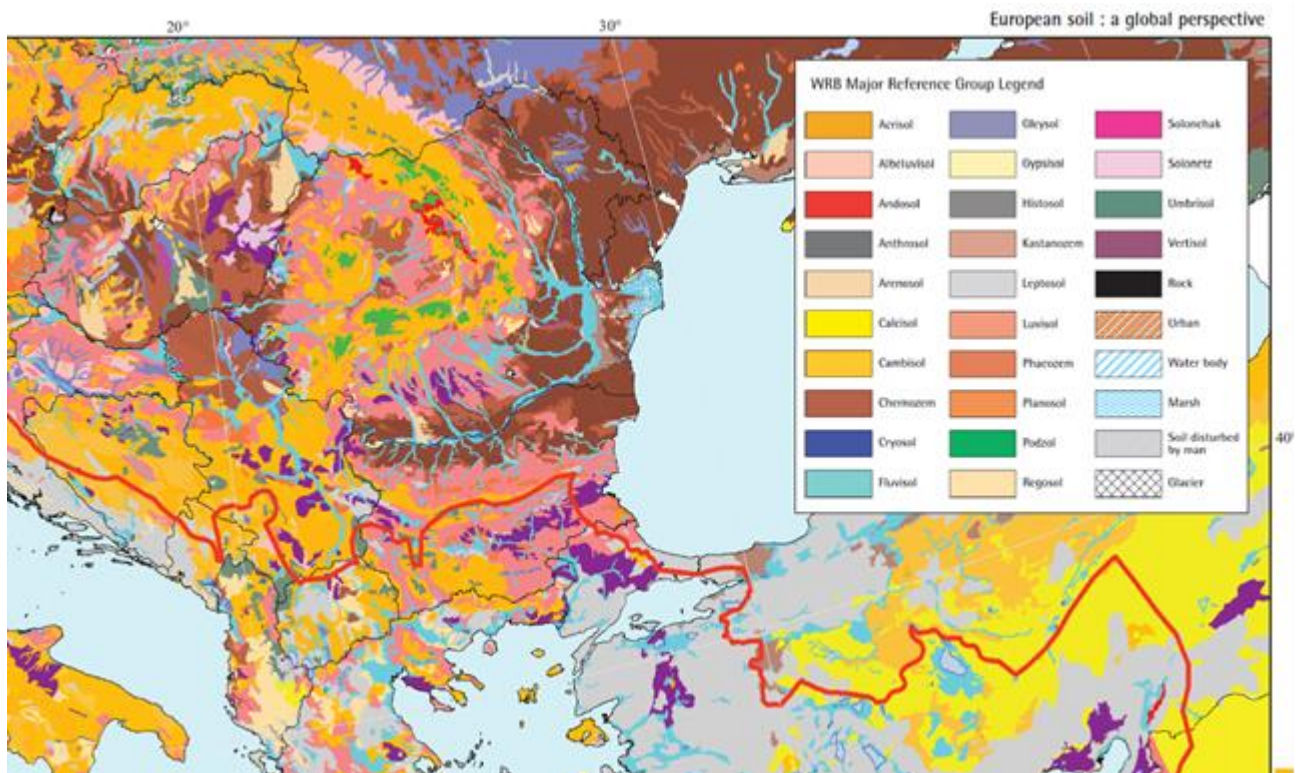 European soil : a global perspective
20°
30°
WRB Major Reference Group Legend
Acrisol
Albeluvisol
Andosol
Anthrosol
Arenosol
Calcisol
Cambisol
Chernozem
Cryosol
Fluvisol
Gleysol
Gypsisol
Histosol
Kastanozem
Leptosol
Luvisol
Phaeozem
Planosol
Podzol
Regosol
Solonchak
Solonetz
Umbrisol
Vertisol
Rock
Urban
Water body
Marsh
Soil disturbed
by man
Glacier
40°